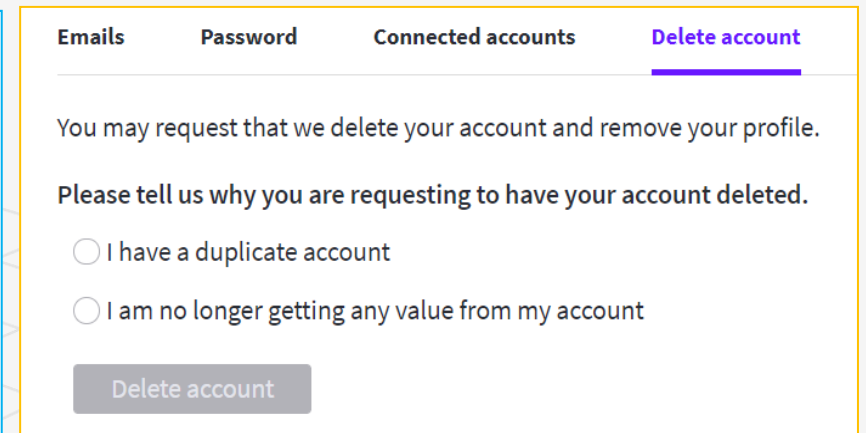 Emails Password Connected accounts Delete account
You may request that we delete your account and remove your profile.
Please tell us why you are requesting to have your account deleted.
I have a duplicate account
I am no longer getting any value from my account
Delete account